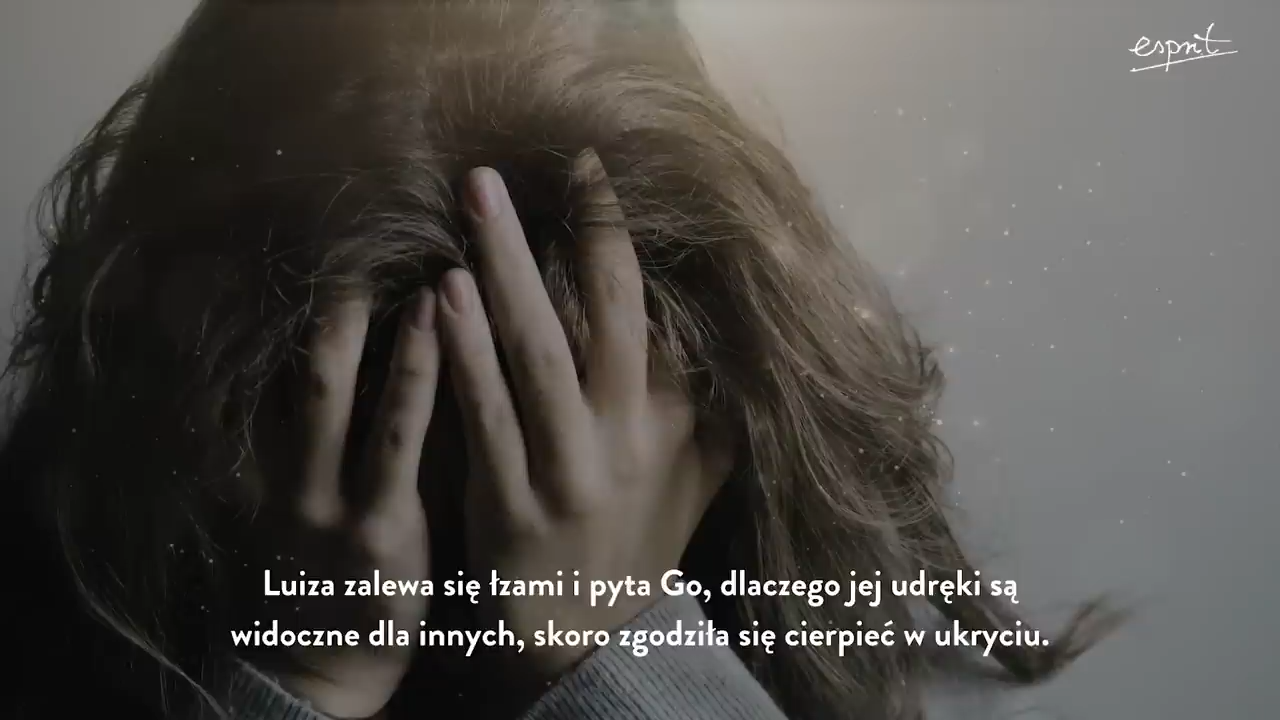 esprit
Luiza zalewa się łzami i pyta Go, dlaczego jej udręki są
widoczne dla innych, skoro zgodziła się cierpieć w ukryciu.